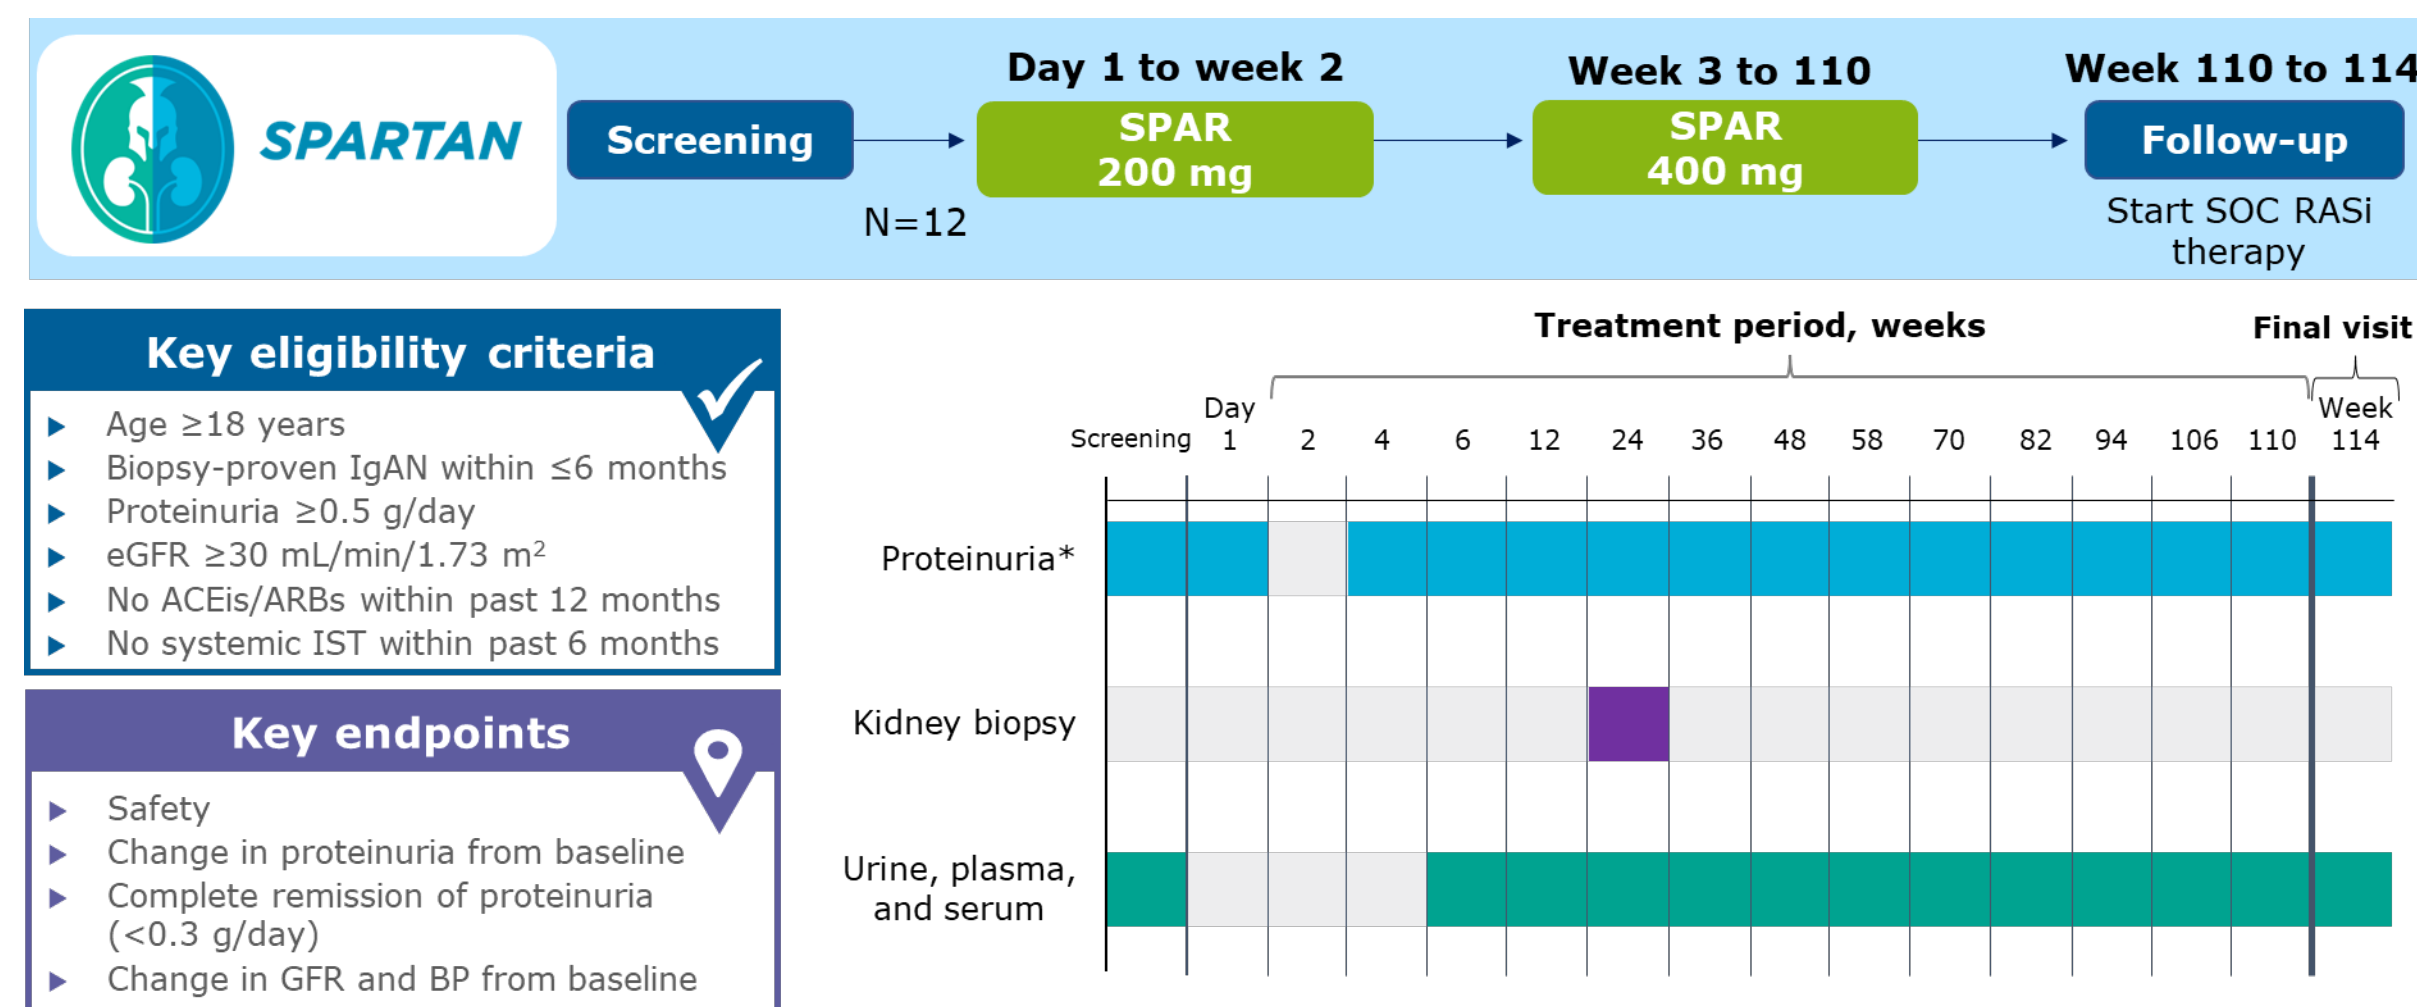 SPARTAN
Screening
N=12
Day 1 to week 2
SPAR
200 mg
Week 3 to 110
SPAR
400 mg
Week 110 to 114
Follow-up
Start SOC RASi
therapy
Key eligibility criteria
Age ≥18 years
Biopsy-proven IgAN within ≤6 months
Proteinuria ≥0.5 g/day
eGFR ≥30 mL/min/1.73 m²
No ACEis/ARBs within past 12 months
No systemic IST within past 6 months
Key endpoints
Safety
Change in proteinuria from baseline
Complete remission of proteinuria
(<0.3 g/day)
Change in GFR and BP from baseline
Treatment period, weeks
Final visit
Day
Week
Screening 1 2 4 6 12 24 36 48 58 70 82 94 106 110 114
Proteinuria*
Kidney biopsy
Urine, plasma,
and serum